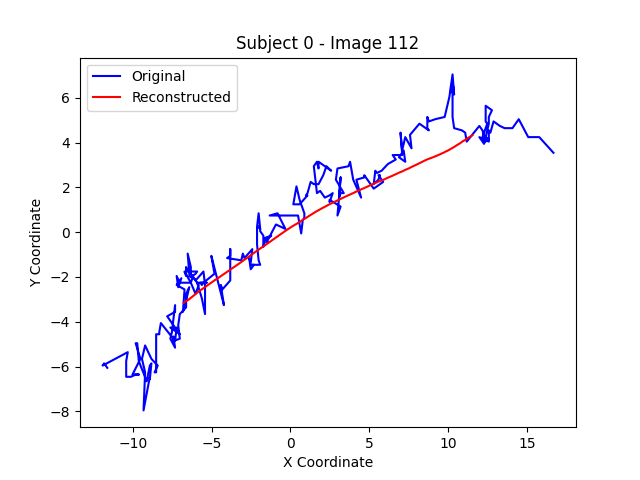 Subject 0 - Image 112
Original
Reconstructed
6
4
2
0
−2
−4
−6
−8
Y Coordinate
−10
−5
0
5
10
15
X Coordinate